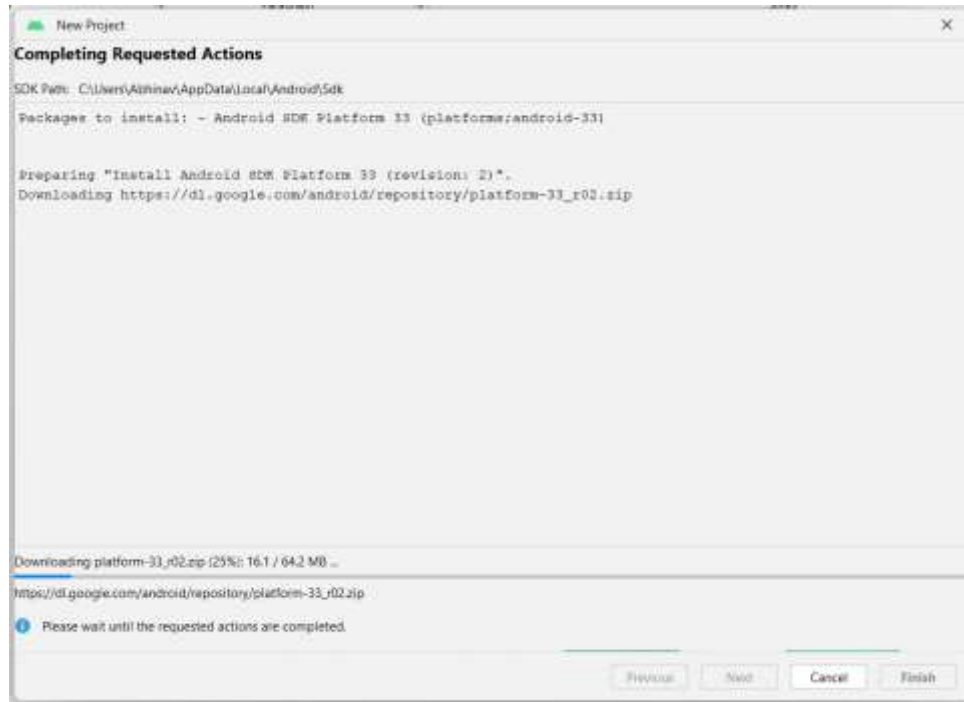 New Project
Completing Requested Actions
SDK Path: C:\Users\Abhinav\AppData\Local\Android\Sdk
Packages to install: - Android SDK Platform 33 (platforms;android-33)
Preparing "Install Android SDK Platform 33 (revision: 2)".
Downloading https://dl.google.com/android/repository/platform-33_r02.zip
Downloading platform-33_r02.zip (25%): 16.1 / 64.2 MB ...
https://dl.google.com/android/repository/platform-33_r02.zip
Please wait until the requested actions are completed.
Previous Next Cancel Finish